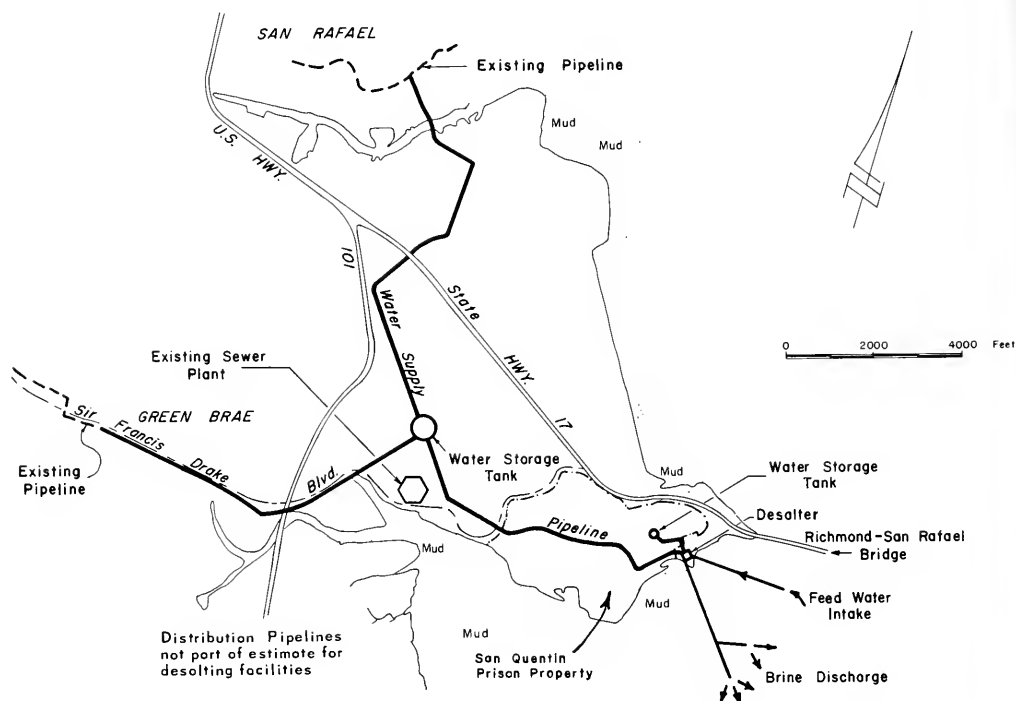 SAN RAFAEL
Existing Pipeline
Mud
Mud
U.S.
HWY.
101
State
HWY.
17
Water
Supply
0 2000 4000 Feet
Existing Sewer
Plant
GREEN BRAE
Sir
Francis
Drake
Blvd.
Existing
Pipeline
Water Storage
Tank
Mud
Water Storage
Tank
Desalter
Pipeline
Richmond-San Rafael
Bridge
Mud
Mud
Feed Water
Intake
Distribution Pipelines
not part of estimate for
desolting facilities
Mud
San Quentin
Prison Property
Brine Discharge